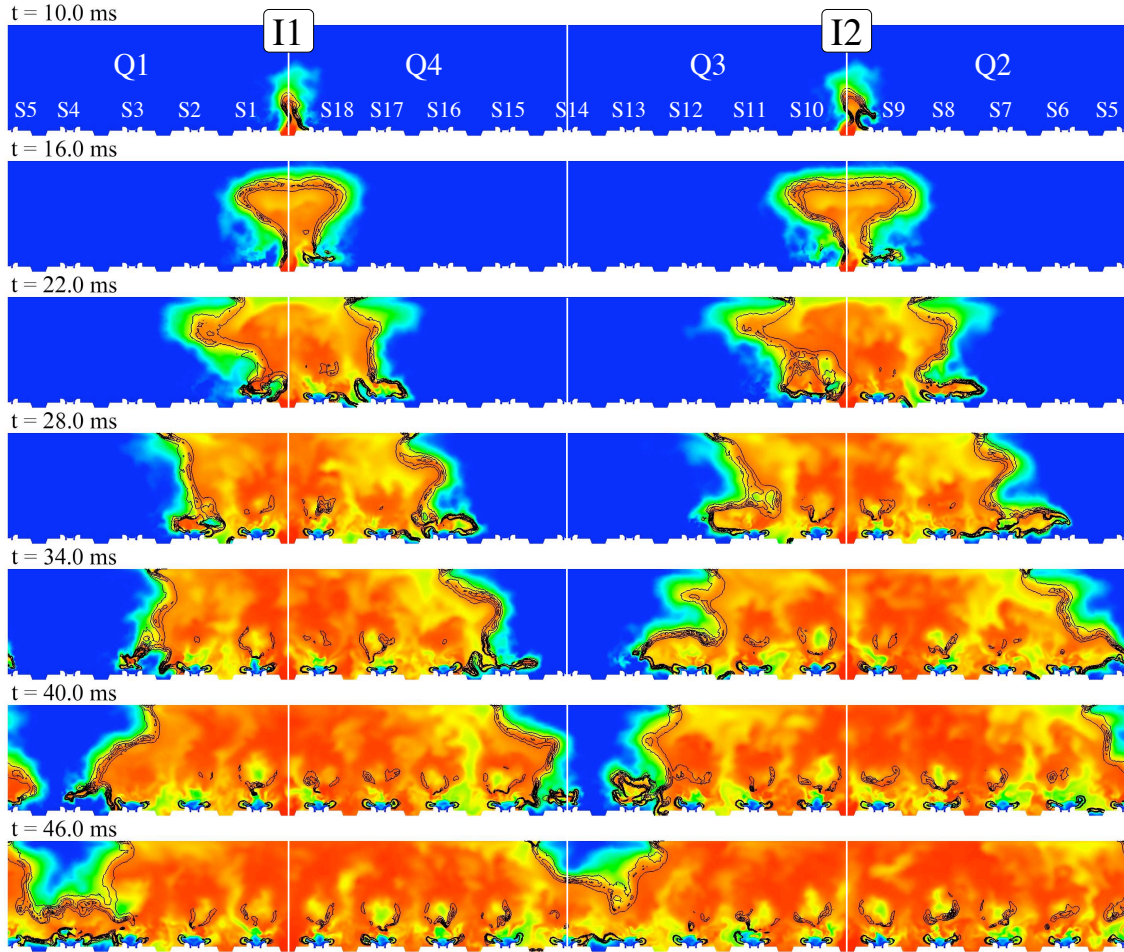 t = 10.0 ms
I1 I2
Q1 Q4 Q3 Q2
S5 S4 S3 S2 S1 S18 S17 S16 S15 S14 S13 S12 S11 S10 S9 S8 S7 S6 S5
t = 16.0 ms
t = 22.0 ms
t = 28.0 ms
t = 34.0 ms
t = 40.0 ms
t = 46.0 ms